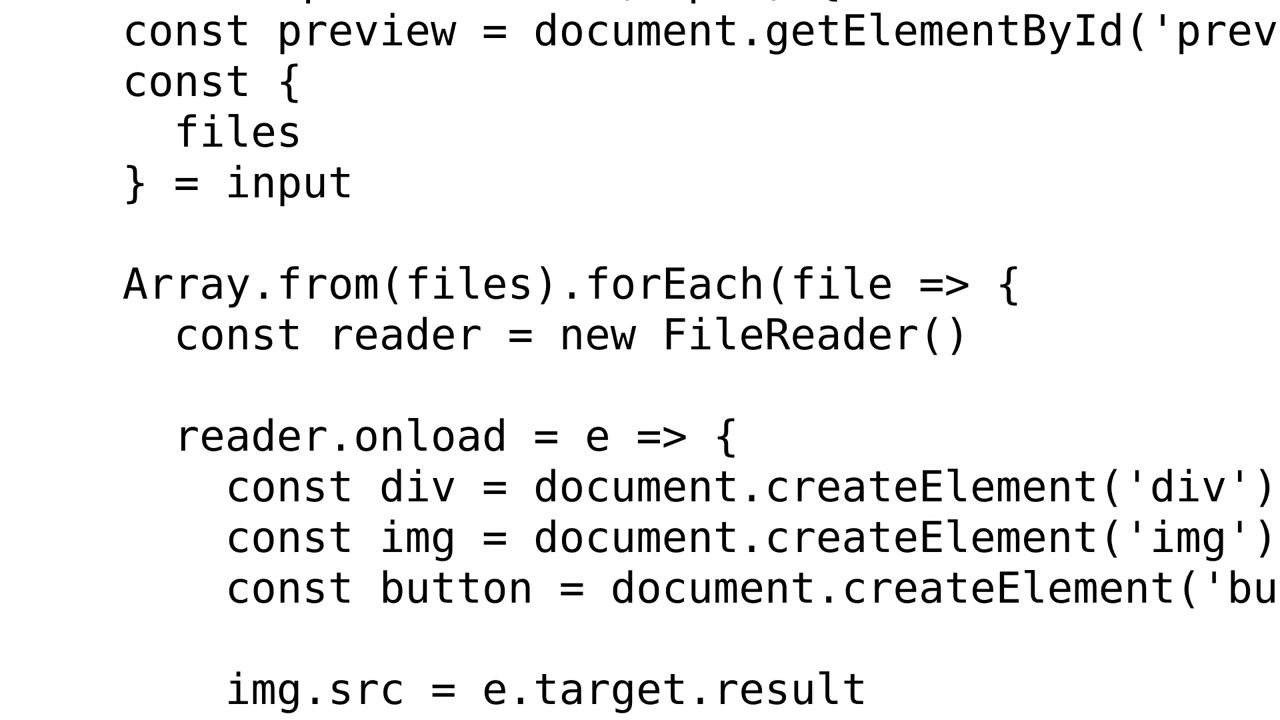 const preview = document.getElementById('prev
const {
files
} = input
Array.from(files).forEach(file => {
const reader = new FileReader()
reader.onload = e => {
const div = document.createElement('div')
const img = document.createElement('img')
const button = document.createElement('bu
img.src = e.target.result